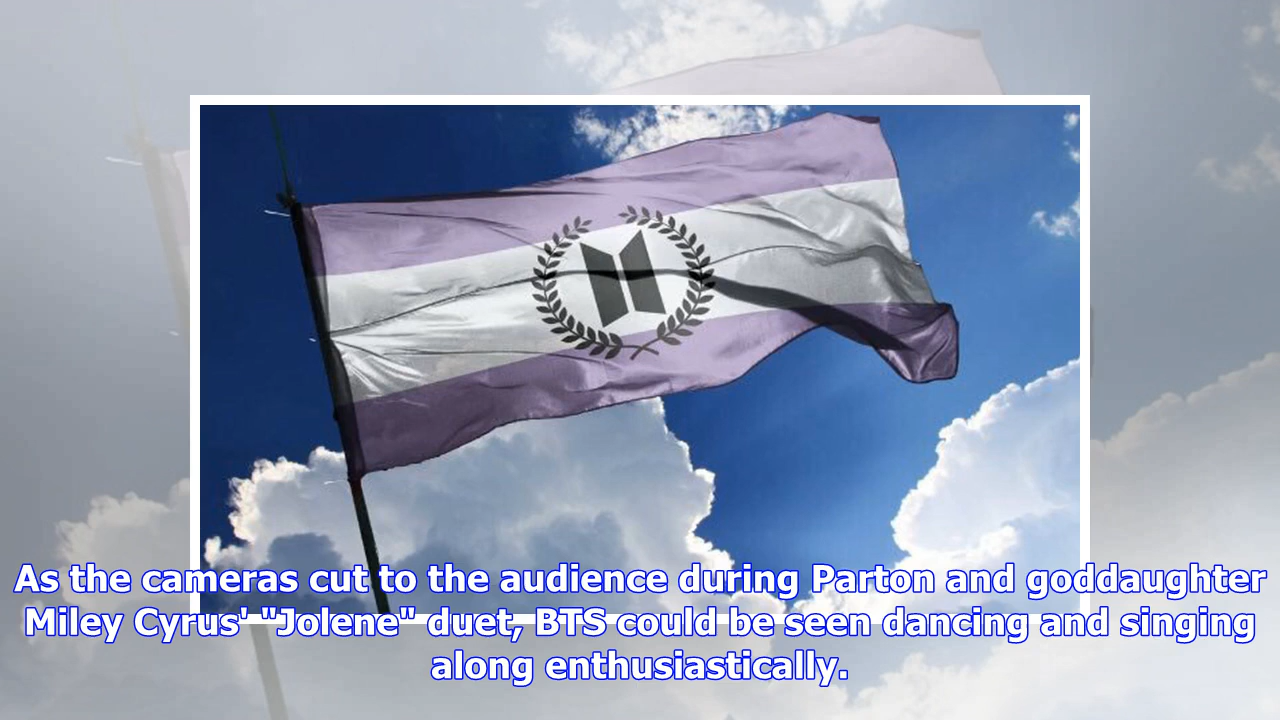 As the cameras cut to the audience during Parton and goddaughter
Miley Cyrus' "Jolene" duet, BTS could be seen dancing and singing
along enthusiastically.